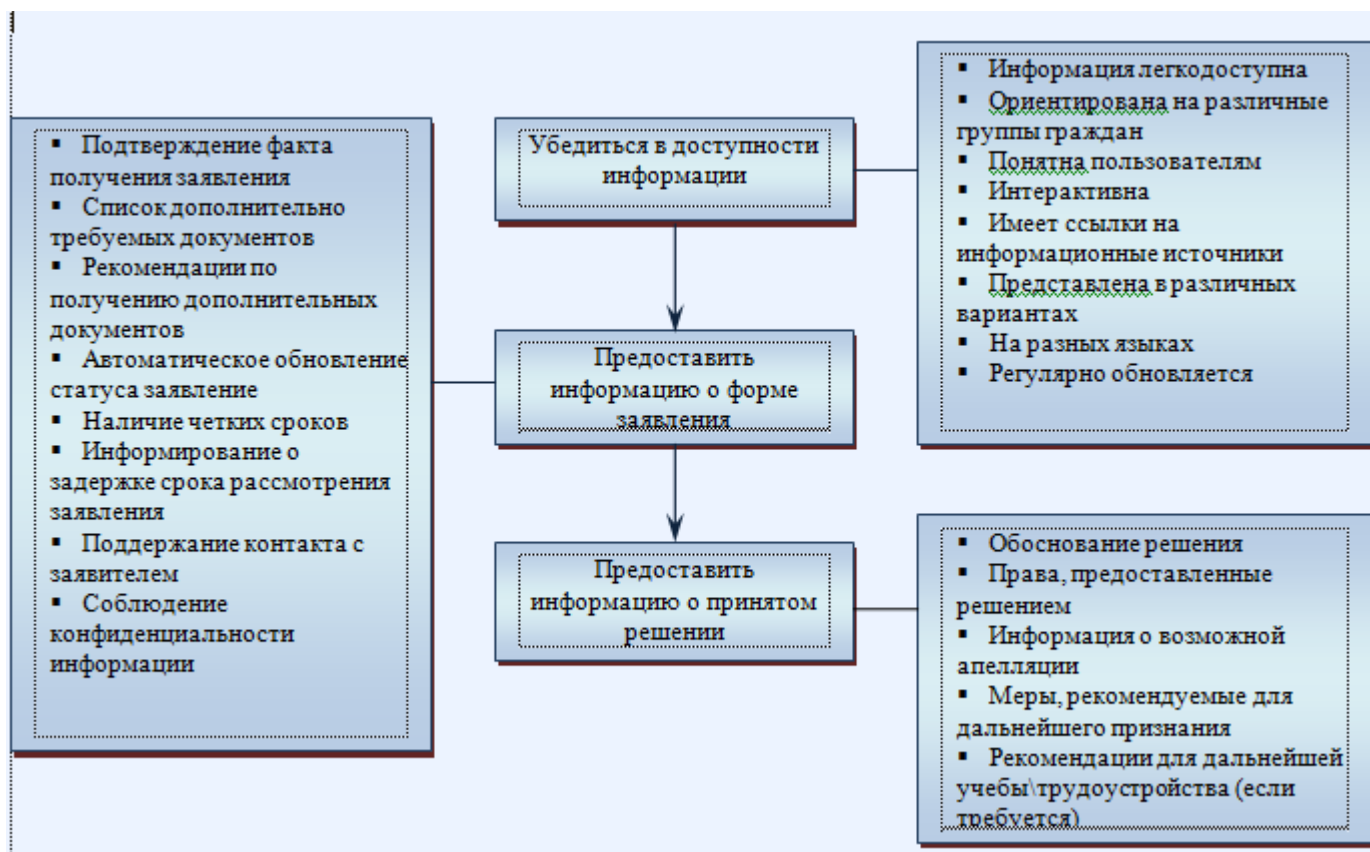 Убедиться в доступности
информации
▪ Информация легкодоступна
▪ Ориентирована на различные
группы граждан
▪ Понятна пользователям
▪ Интерактивна
▪ Имеет ссылки на
информационные источники
▪ Представлена в различных
вариантах
▪ На разных языках
▪ Регулярно обновляется
Предоставить
информацию о форме
заявления
▪ Подтверждение факта
получения заявления
▪ Список дополнительно
требуемых документов
▪ Рекомендации по
получению дополнительных
документов
▪ Автоматическое обновление
статуса заявление
▪ Наличие четких сроков
▪ Информирование о
задержке срока рассмотрения
заявления
▪ Поддержание контакта с
заявителем
▪ Соблюдение
конфиденциальности
информации
Предоставить
информацию о принятом
решении
▪ Обоснование решения
▪ Права, предоставленные
решением
▪ Информация о возможной
апелляции
▪ Меры, рекомендуемые для
дальнейшего признания
▪ Рекомендации для дальнейшей
учебы\трудоустройства (если
требуется)